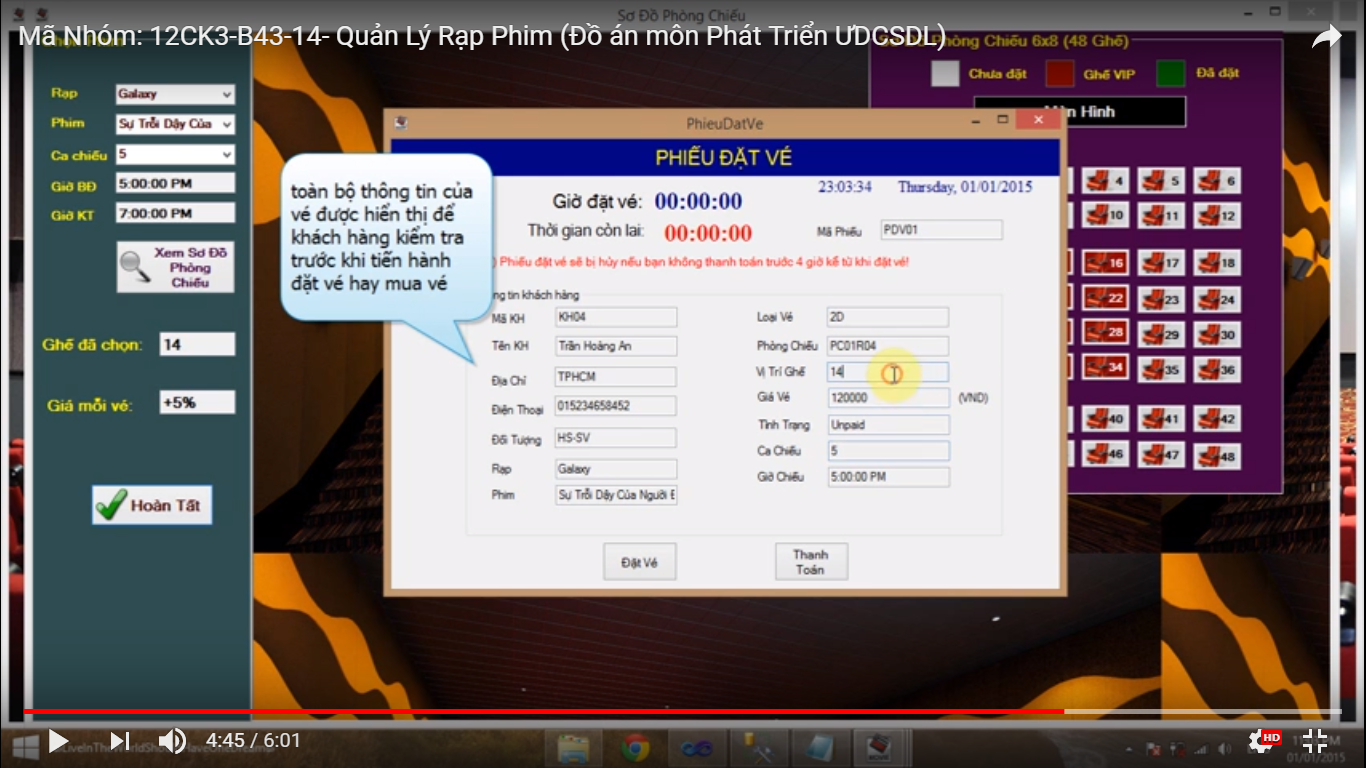 Sơ Đồ Phòng Chiếu
Mã Nhóm: 12CK3-B43-14- Quản Lý Rạp Phim (Đồ án môn Phát Triển ƯDCSDL)
Sơ Đồ Phòng Chiếu 6x8 (48 Ghế)
Chưa đặt
Ghế VIP
Đã đặt
Màn Hình
Rạp
Galaxy
Phim
Sự Trỗi Dậy Của
Ca chiếu
5
Giờ BĐ
5:00:00 PM
Giờ KT
7:00:00 PM
Xem Sơ Đồ
Phòng
Chiếu
Ghế đã chọn:
14
Giá mỗi vé:
+5%
Hoàn Tất
toàn bộ thông tin của
vé được hiển thị để
khách hàng kiểm tra
trước khi tiến hành
đặt vé hay mua vé
PhieuDatVe
PHIẾU ĐẶT VÉ
23:03:34
Thursday, 01/01/2015
Giờ đặt vé:
00:00:00
Thời gian còn lại:
00:00:00
Mã Phiếu
PDV01
) Phiếu đặt vé sẽ bị hủy nếu bạn không thanh toán trước 4 giờ kể từ khi đặt vé!
ng tin khách hàng
Mã KH
KH04
Tên KH
Trần Hoàng An
Địa Chỉ
TPHCM
Điện Thoại
015234658452
Đối Tượng
HS-SV
Rạp
Galaxy
Phim
Sự Trỗi Dậy Của Người E
Loại Vé
2D
Phòng Chiếu
PC01R04
Vị Trí Ghế
14
Giá Vé
120000
(VND)
Tình Trạng
Unpaid
Ca Chiếu
5
Giờ Chiếu
5:00:00 PM
Đặt Vé
Thanh
Toán
4 5 6
10 11 12
16 17 18
22 23 24
28 29 30
34 35 36
40 41 42
46 47 48
4:45 / 6:01
HD
01/01/2015